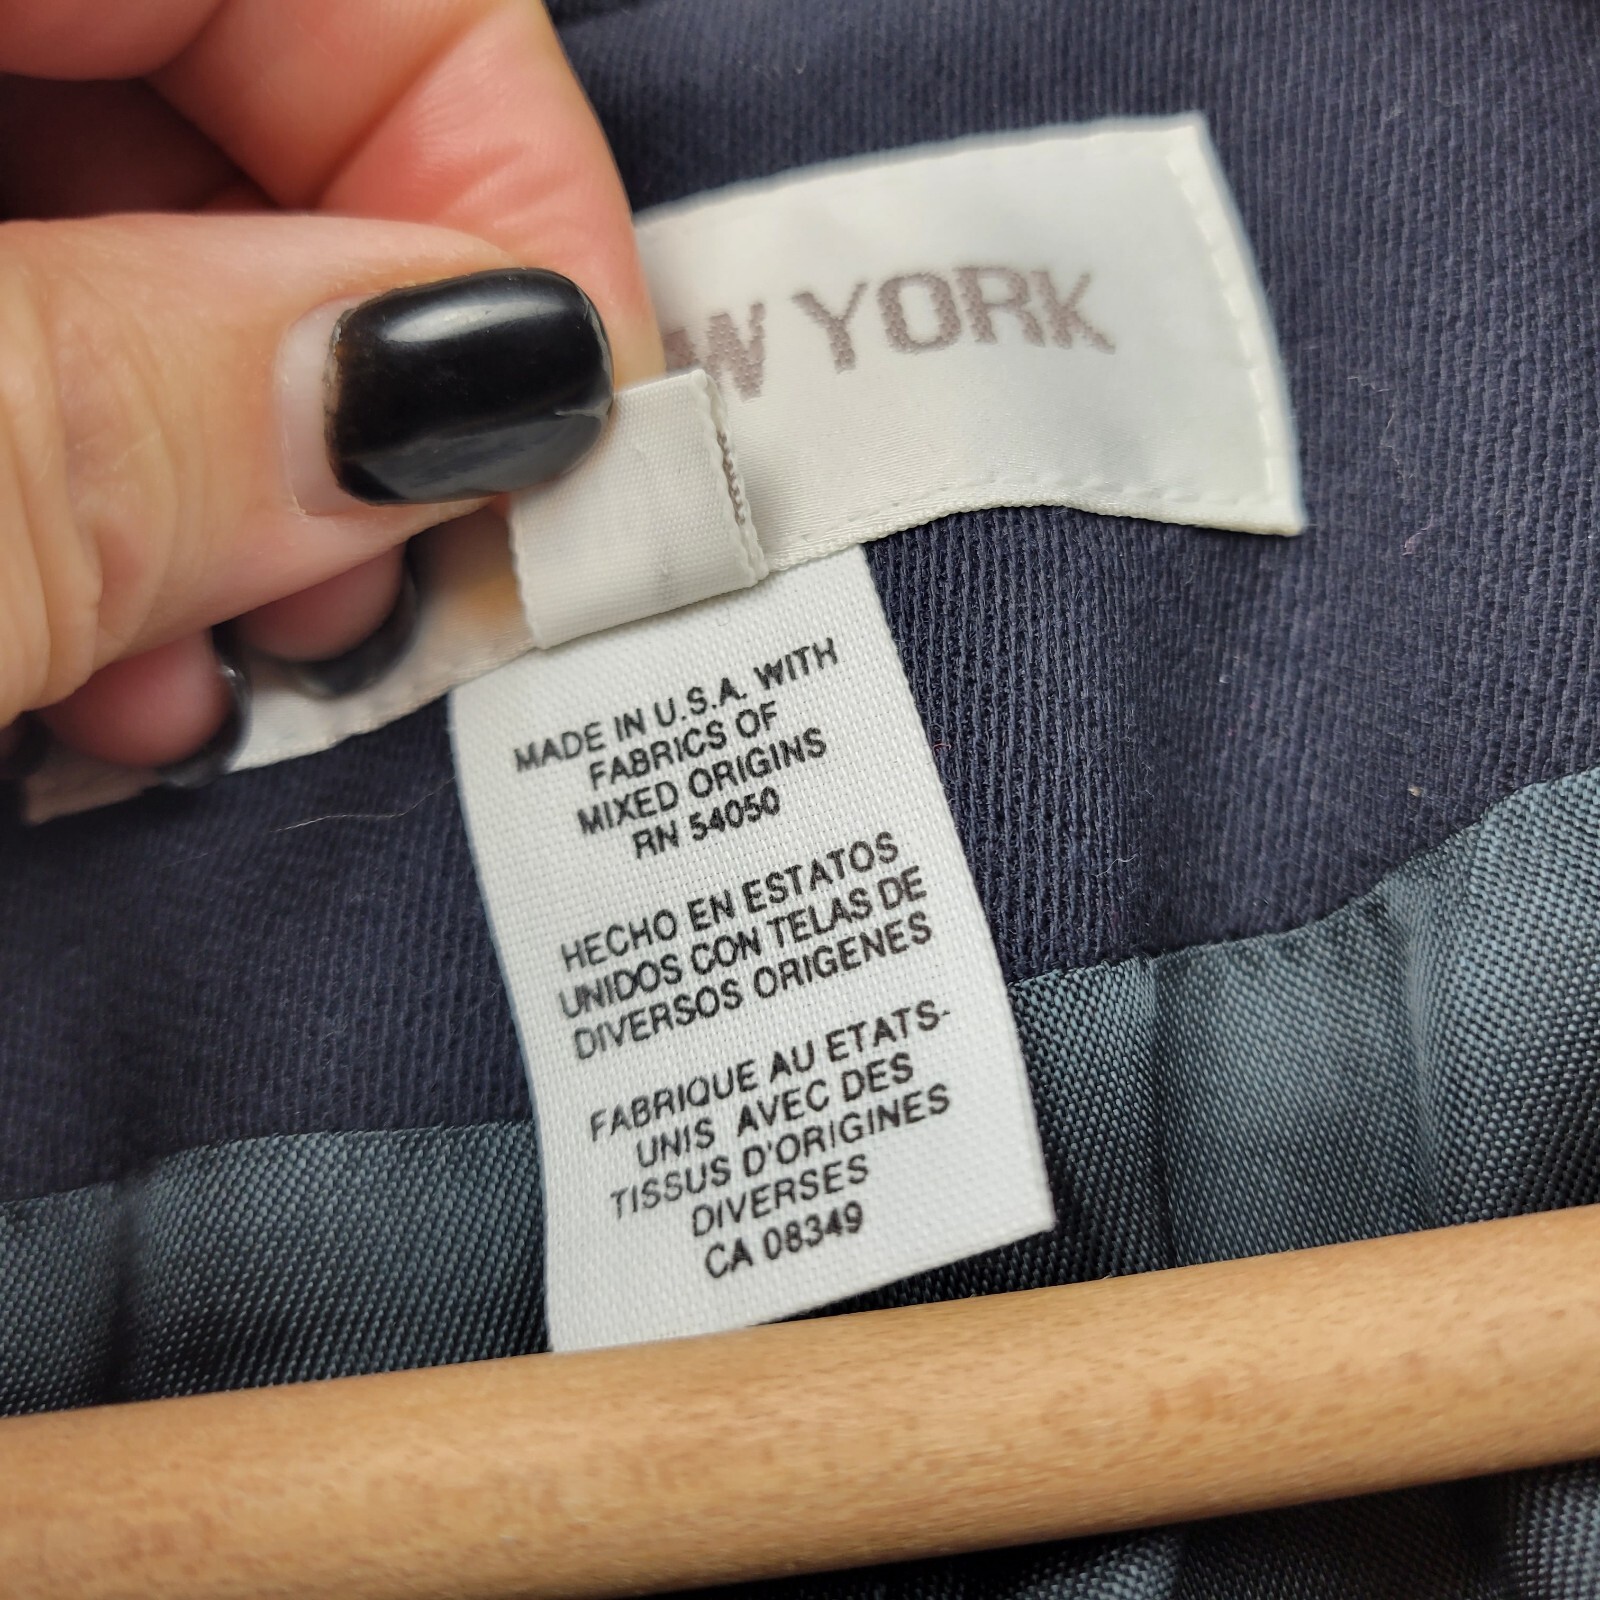 YORK
MADE IN U.S.A. WITH
FABRICS OF
MIXED ORIGINS
RN 54050
HECHO EN ESTATOS
UNIDOS CON TELAS DE
DIVERSOS ORIGENES
FABRIQUE AU ETATS-
UNIS AVEC DES
TISSUS D'ORIGINES
DIVERSES
CA 08349